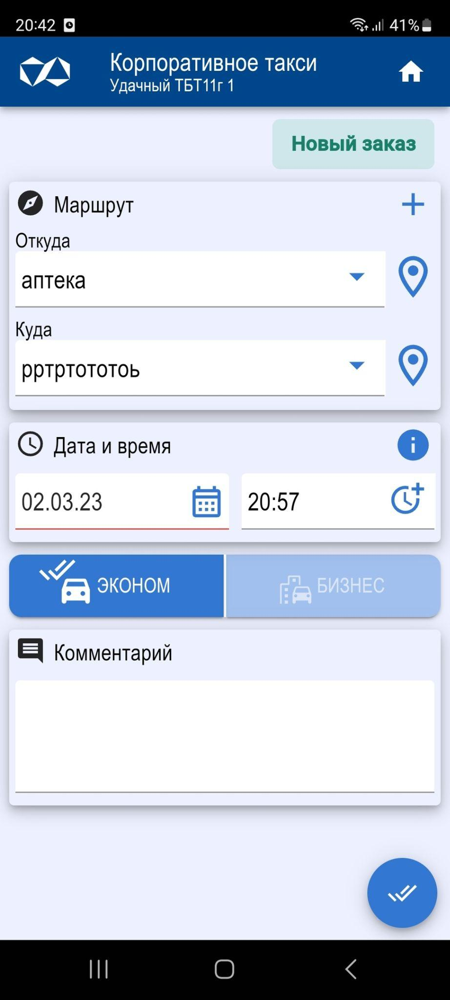 20:42
41%
Корпоративное такси
Удачный ТБТ11г 1
Новый заказ
Маршрут
Откуда
аптека
Куда
рртртототоь
Дата и время
02.03.23
20:57
ЭКОНОМ
БИЗНЕС
Комментарий